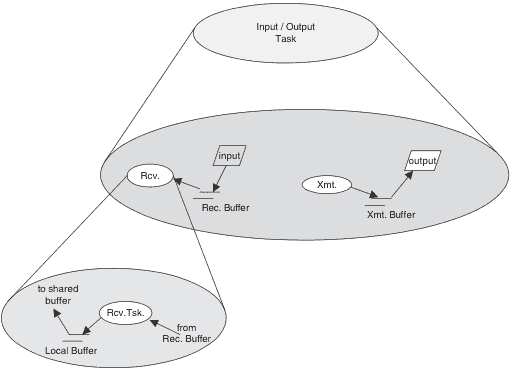 Input / Output
Task
input
output
Rcv.
Xmt.
Rec. Buffer
Xmt. Buffer
to shared
buffer
Rcv.Tsk.
from
Rec. Buffer
Local Buffer